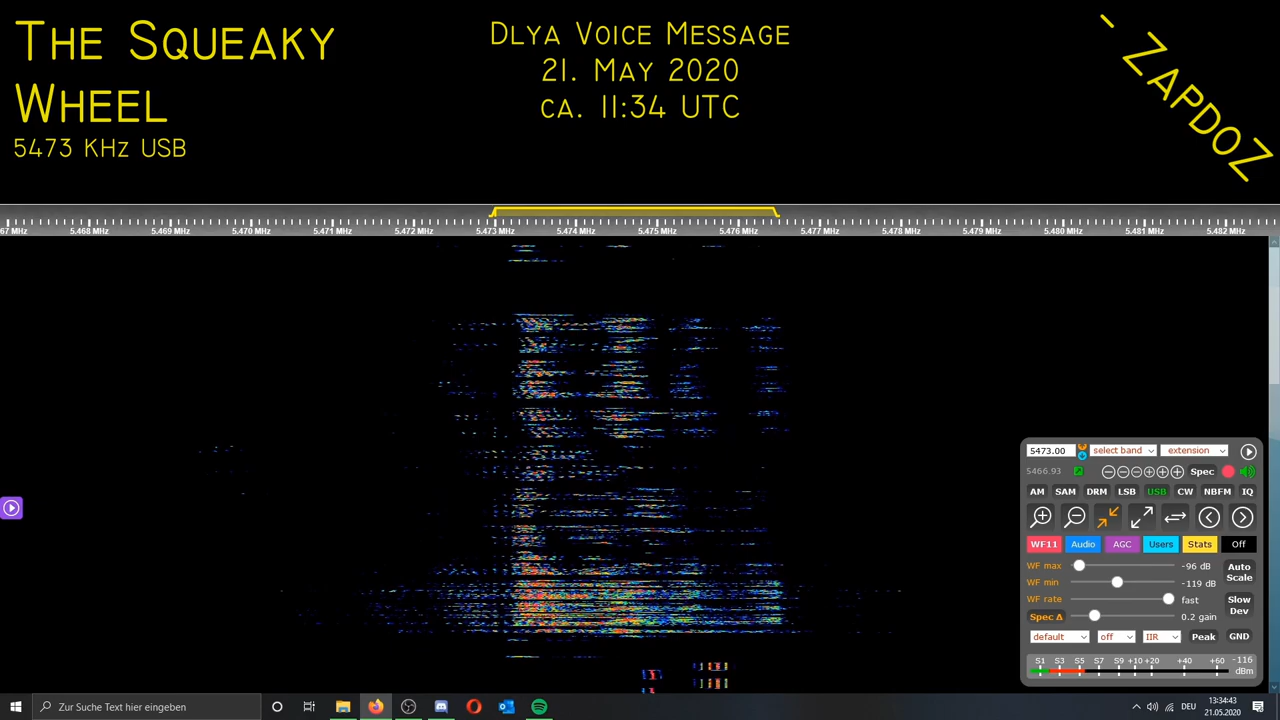 THE SQUEAKY
WHEEL
5473 KHZ USB
DLYA VOICE MESSAGE
21. MAY 2020
CA. 11:34 UTC
- ZAPDOZ
67 MHz 5.468 MHz 5.469 MHz 5.470 MHz 5.471 MHz 5.472 MHz 5.473 MHz 5.474 MHz 5.475 MHz 5.476 MHz 5.477 MHz 5.478 MHz 5.479 MHz 5.480 MHz 5.481 MHz 5.482 MHz
5473.00 select band extension
5466.93 Spec
AM SAM DRM LSB USB CW NBFM IQ
WF11 Audio AGC Users Stats Off
WF max -96 dB Auto Scale
WF min -119 dB
WF rate fast Slow Dev
Spec Δ 0.2 gain
default off IIR Peak GND
S1 S3 S5 S7 S9 +10 +20 +40 +60 -116 dBm
Zur Suche Text hier eingeben
DEU
13:34:43
21.05.2020